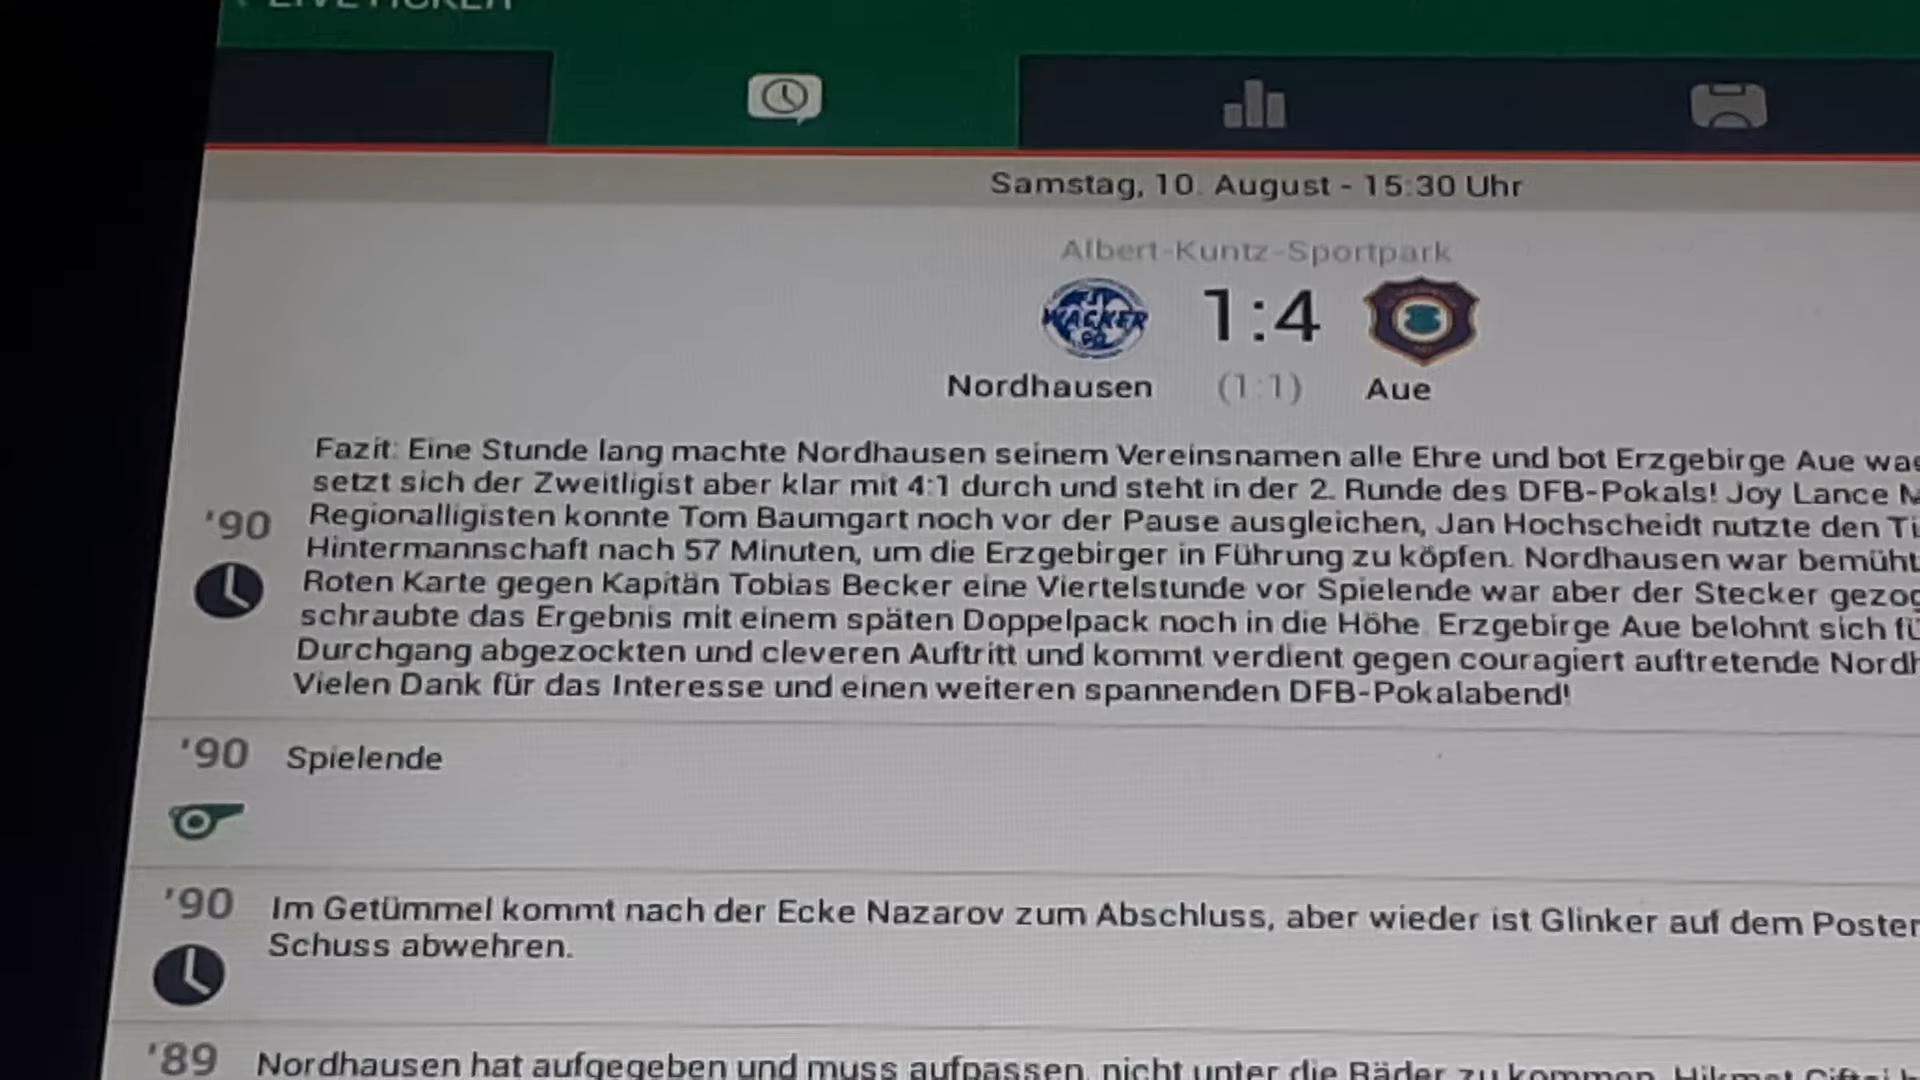 LIVETICKER
Samstag, 10. August - 15:30 Uhr
Albert-Kuntz-Sportpark
WACKER
90
1:4
Nordhausen
(1:1)
Aue
'90
Fazit: Eine Stunde lang machte Nordhausen seinem Vereinsnamen alle Ehre und bot Erzgebirge Aue
setzt sich der Zweitligist aber klar mit 4:1 durch und steht in der 2. Runde des DFB-Pokals! Joy Lance
Regionalligisten konnte Tom Baumgart noch vor der Pause ausgleichen, Jan Hochscheidt nutzte den
Hintermannschaft nach 57 Minuten, um die Erzgebirger in Führung zu köpfen. Nordhausen war bemüht
Roten Karte gegen Kapitän Tobias Becker eine Viertelstunde vor Spielende war aber der Stecker
schraubte das Ergebnis mit einem späten Doppelpack noch in die Höhe. Erzgebirge Aue belohnt sich
Durchgang abgezockten und cleveren Auftritt und kommt verdient gegen couragiert auftretende
Vielen Dank für das Interesse und einen weiteren spannenden DFB-Pokalabend!
'90
Spielende
'90
Im Getümmel kommt nach der Ecke Nazarov zum Abschluss, aber wieder ist Glinker auf dem
Schuss abwehren.
'89
Nordhausen hat aufgegeben und muss aufpassen, nicht unter die Räder zu kommen. Hikmet